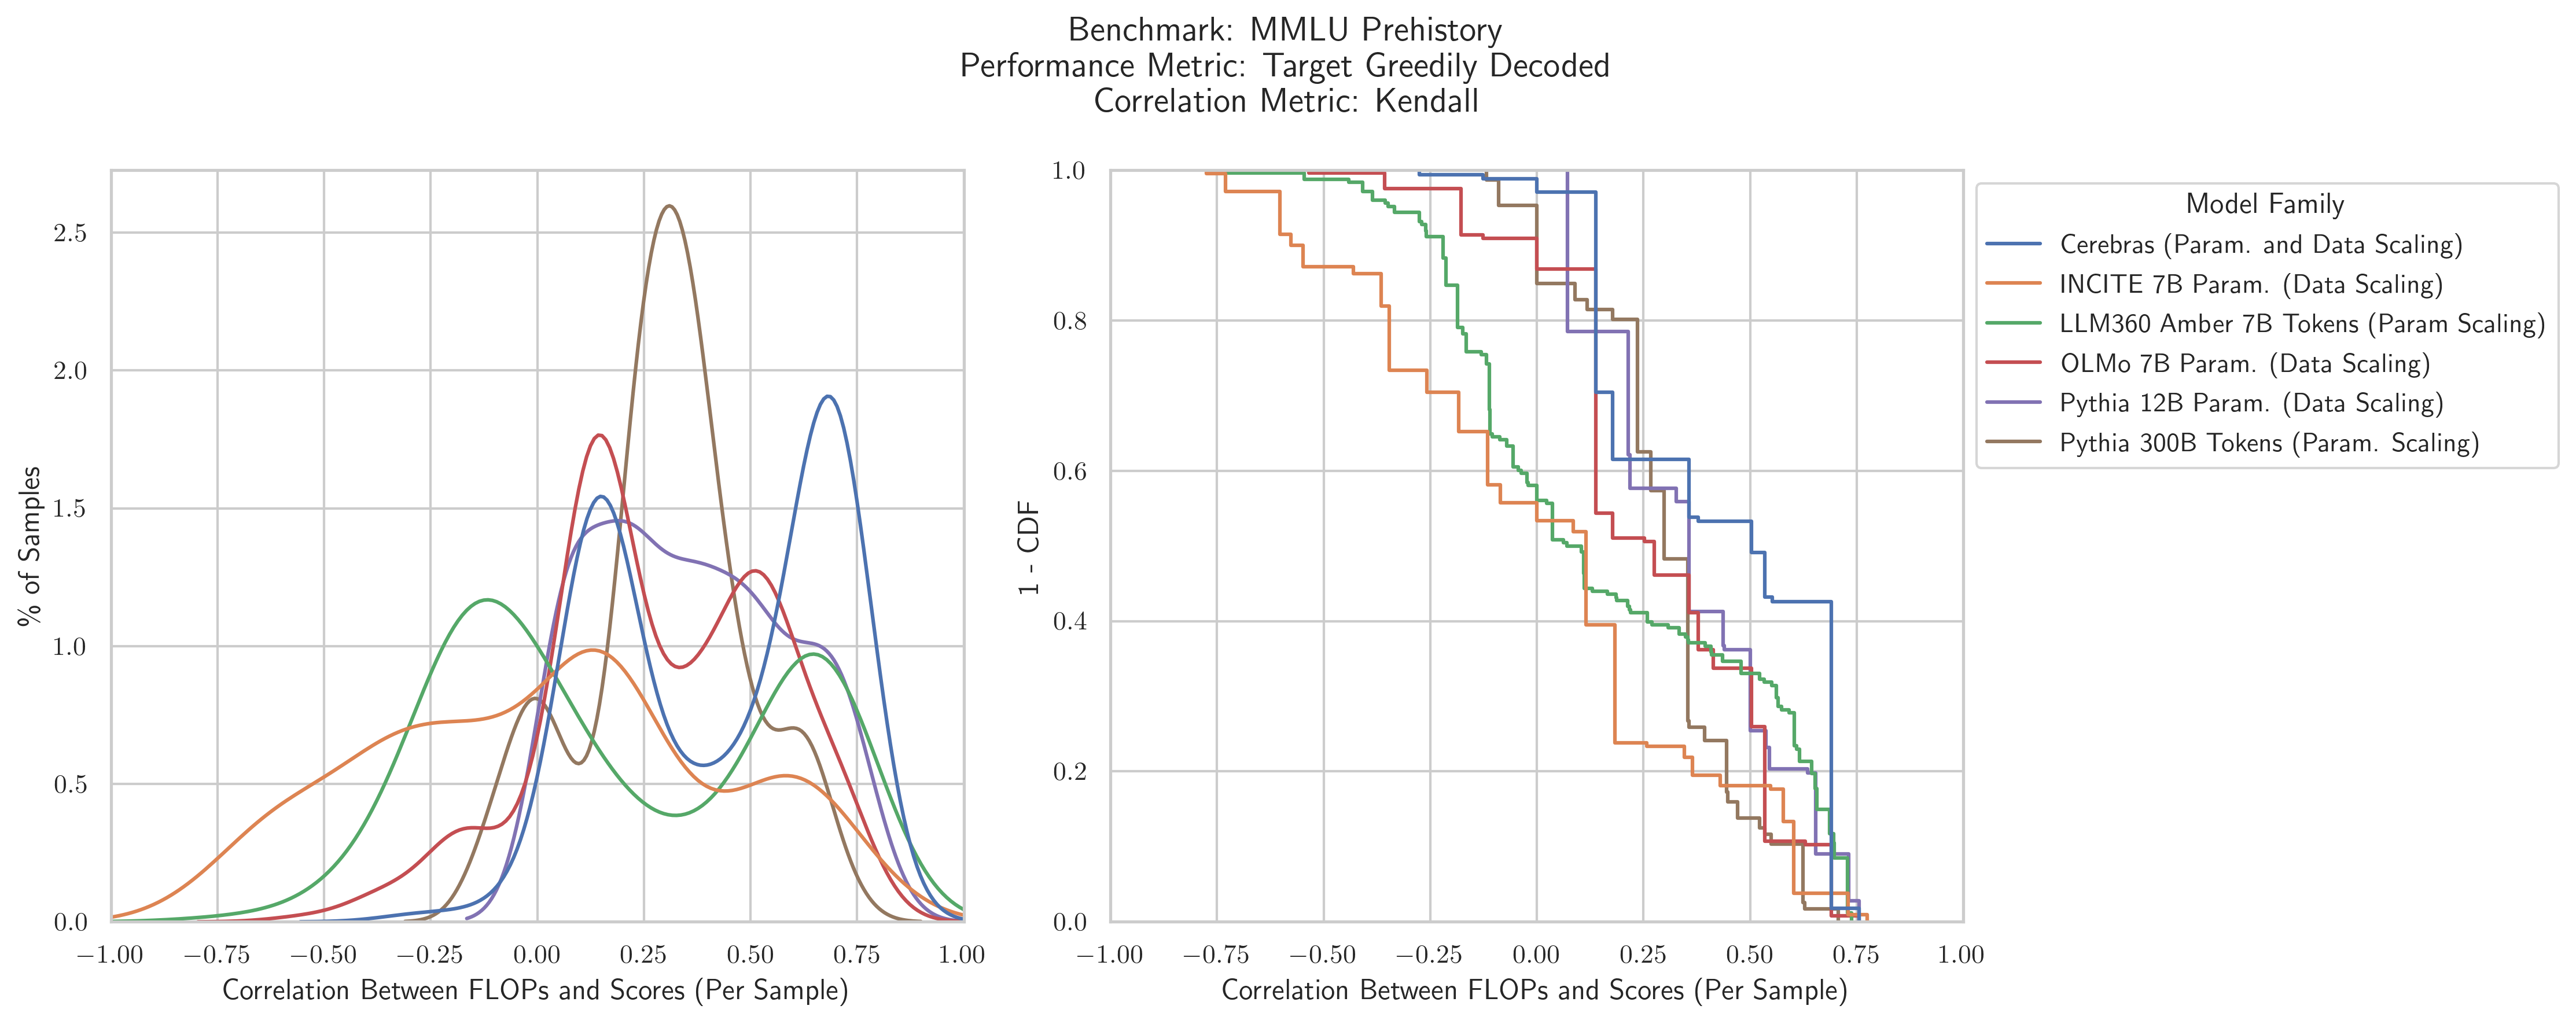 Benchmark: MMLU Prehistory
Performance Metric: Target Greedily Decoded
Correlation Metric: Kendall
% of Samples
2.5
2.0
1.5
1.0
0.5
0.0
−1.00 −0.75 −0.50 −0.25 0.00 0.25 0.50 0.75 1.00
Correlation Between FLOPs and Scores (Per Sample)
1 - CDF
1.0
0.8
0.6
0.4
0.2
0.0
−1.00 −0.75 −0.50 −0.25 0.00 0.25 0.50 0.75 1.00
Correlation Between FLOPs and Scores (Per Sample)
Model Family
Cerebras (Param. and Data Scaling)
INCITE 7B Param. (Data Scaling)
LLM360 Amber 7B Tokens (Param Scaling)
OLMo 7B Param. (Data Scaling)
Pythia 12B Param. (Data Scaling)
Pythia 300B Tokens (Param. Scaling)